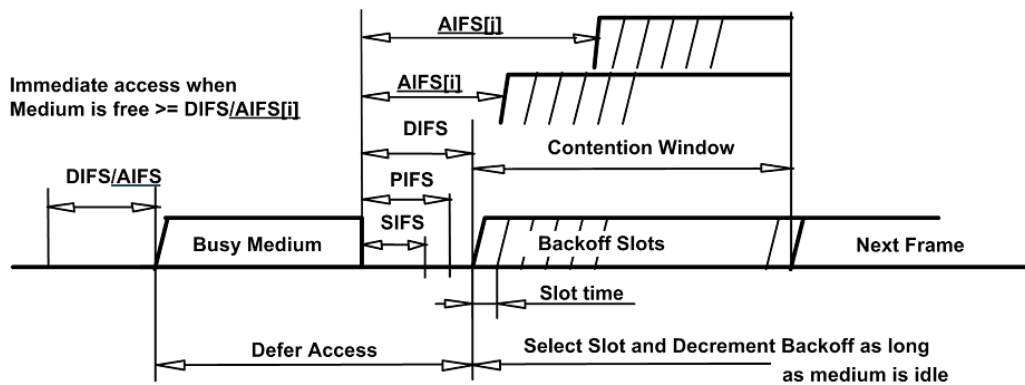 AIFS[j]
Immediate access when
Medium is free >= DIFS/AIFS[i]
AIFS[i]
DIFS
Contention Window
DIFS/AIFS
PIFS
SIFS
Busy Medium
Backoff Slots
Next Frame
Slot time
Defer Access
Select Slot and Decrement Backoff as long
as medium is idle